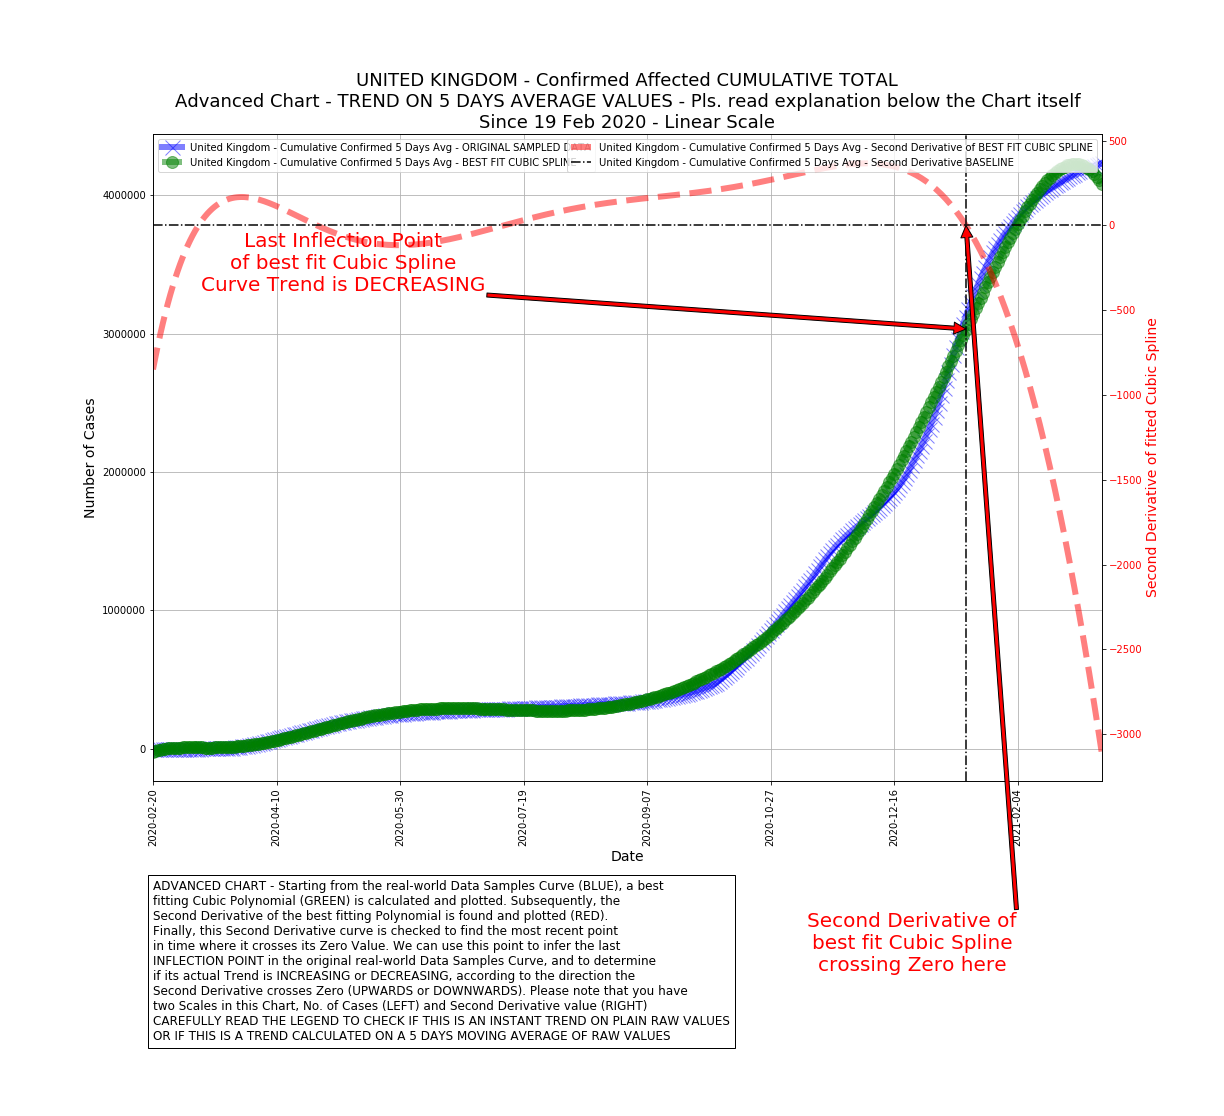 UNITED KINGDOM - Confirmed Affected CUMULATIVE TOTAL
Advanced Chart - TREND ON 5 DAYS AVERAGE VALUES - Pls. read explanation below the Chart itself
Since 19 Feb 2020 - Linear Scale
United Kingdom - Cumulative Confirmed 5 Days Avg - ORIGINAL SAMPLED
United Kingdom - Cumulative Confirmed 5 Days Avg - BEST FIT CUBIC
United Kingdom - Cumulative Confirmed 5 Days Avg - Second Derivative of BEST FIT CUBIC SPLINE
United Kingdom - Cumulative Confirmed 5 Days Avg - Second Derivative BASELINE
Last Inflection Point
of best fit Cubic Spline
Curve Trend is DECREASING
Number of Cases
4000000
3000000
2000000
1000000
0
500
0
−500
−1000
−1500
−2000
−2500
−3000
Second Derivative of fitted Cubic Spline
2020-02-20
2020-04-10
2020-05-30
2020-07-19
2020-09-07
2020-10-27
2020-12-16
2021-02-04
Date
Second Derivative of
best fit Cubic Spline
crossing Zero here
ADVANCED CHART - Starting from the real-world Data Samples Curve (BLUE), a best
fitting Cubic Polynomial (GREEN) is calculated and plotted. Subsequently, the
Second Derivative of the best fitting Polynomial is found and plotted (RED).
Finally, this Second Derivative curve is checked to find the most recent point
in time where it crosses its Zero Value. We can use this point to infer the last
INFLECTION POINT in the original real-world Data Samples Curve, and to determine
if its actual Trend is INCREASING or DECREASING, according to the direction the
Second Derivative crosses Zero (UPWARDS or DOWNWARDS). Please note that you have
two Scales in this Chart, No. of Cases (LEFT) and Second Derivative value (RIGHT)
CAREFULLY READ THE LEGEND TO CHECK IF THIS IS AN INSTANT TREND ON PLAIN RAW VALUES
OR IF THIS IS A TREND CALCULATED ON A 5 DAYS MOVING AVERAGE OF RAW VALUES